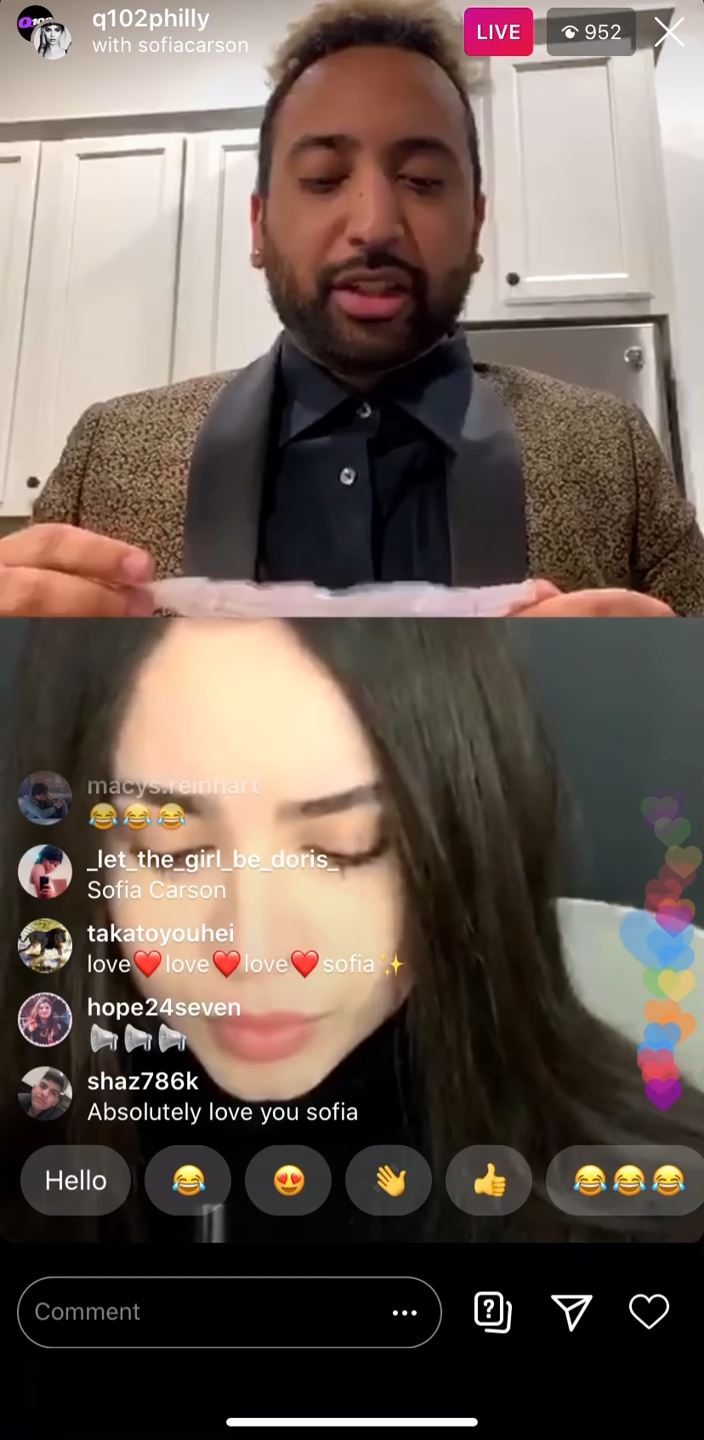 q102philly
with sofiacarson
LIVE
952
macys.reinhart
😂😂😂
_let_the_girl_be_doris_
Sofia Carson
takatoyouhei
love❤️love❤️love❤️sofia✨
hope24seven
📢📢📢
shaz786k
Absolutely love you sofia
Hello 😂 😍 👋 👍 😂😂😂
Comment